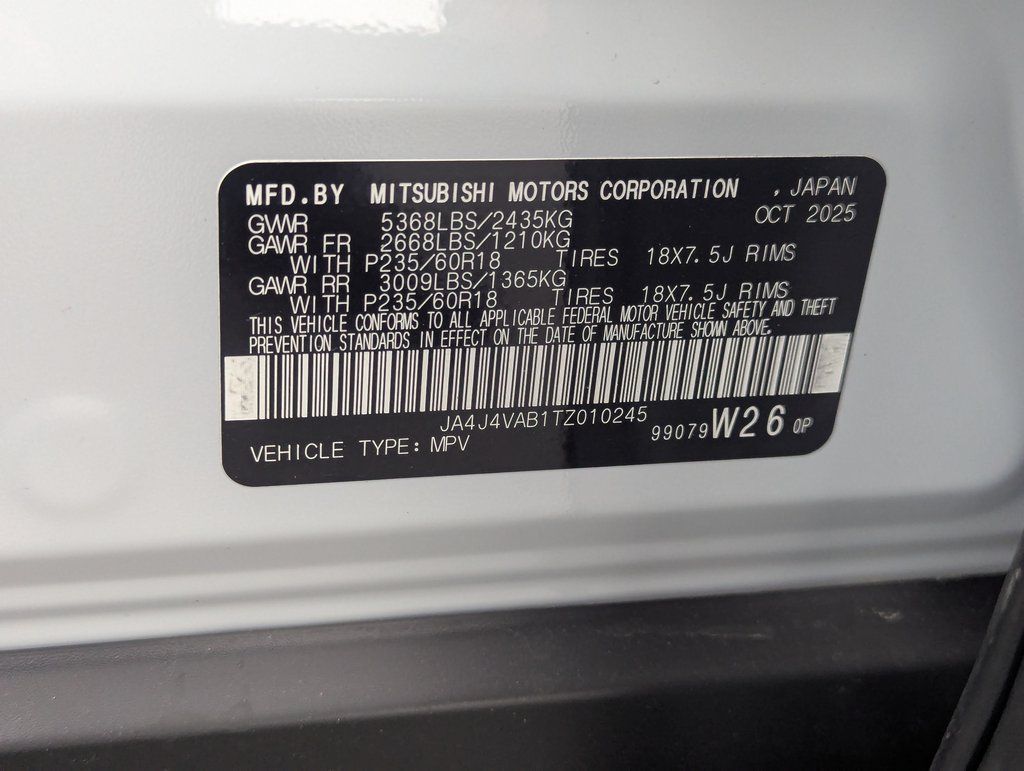 MFD.BY MITSUBISHI MOTORS CORPORATION , JAPAN
OCT 2025
GVWR 5368LBS/2435KG
GAWR FR 2668LBS/1210KG
WITH P235/60R18 TIRES 18X7.5J RIMS
GAWR RR 3009LBS/1365KG
WITH P235/60R18 TIRES 18X7.5J RIMS
THIS VEHICLE CONFORMS TO ALL APPLICABLE FEDERAL MOTOR VEHICLE SAFETY AND THEFT
PREVENTION STANDARDS IN EFFECT ON THE DATE OF MANUFACTURE SHOWN ABOVE.
JA4J4VAB1TZ010245
VEHICLE TYPE: MPV 99079 W26 0P